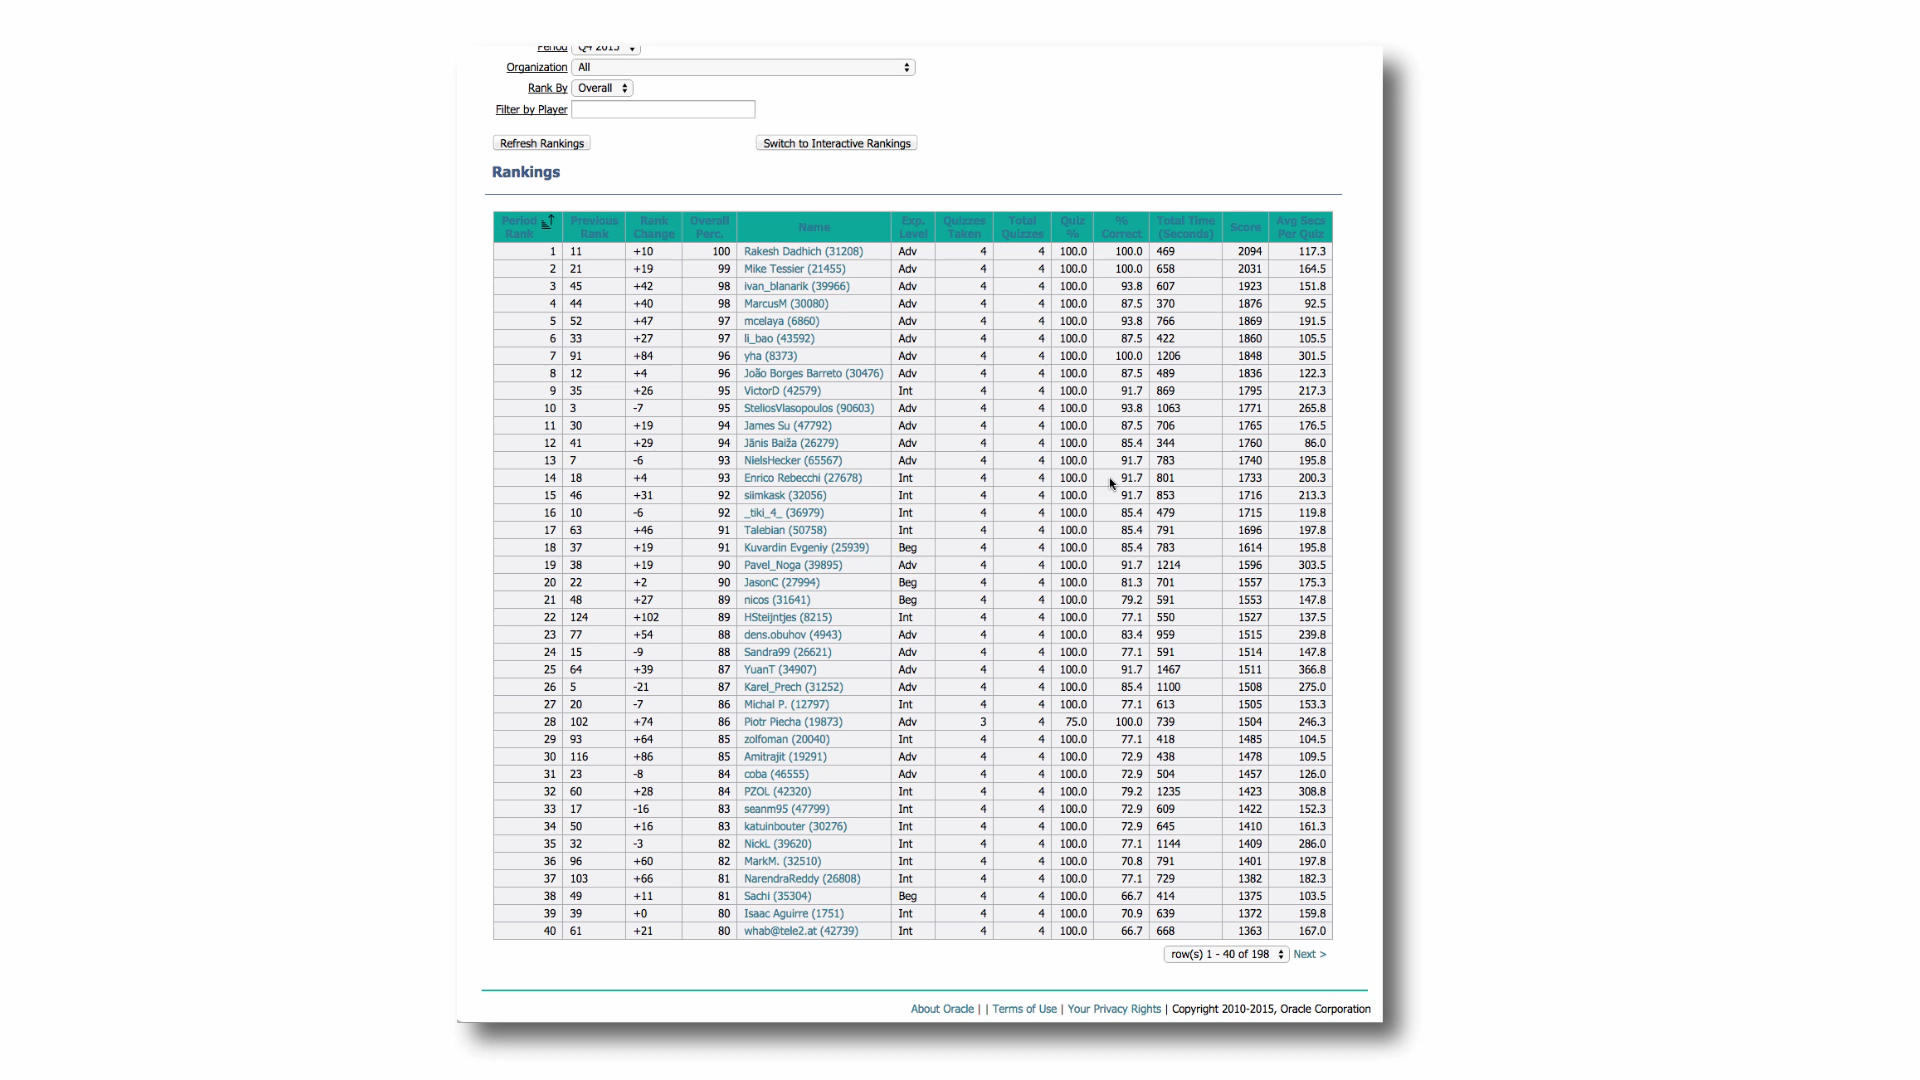 Period Q4 2015
Organization All
Rank By Overall
Filter by Player
Refresh Rankings Switch to Interactive Rankings
Rankings
Period Rank Previous Rank Rank Change Overall Perc. Name Exp. Level Quizzes Taken Total Quizzes Quiz % % Correct Total Time (Seconds) Score Avg Secs Per Quiz
1 11 +10 100 Rakesh Dadhich (31208) Adv 4 4 100.0 100.0 469 2094 117.3
2 21 +19 99 Mike Tessier (21455) Adv 4 4 100.0 100.0 658 2031 164.5
3 45 +42 98 ivan_blanarik (39966) Adv 4 4 100.0 93.8 607 1923 151.8
4 44 +40 98 MarcusM (30080) Adv 4 4 100.0 87.5 370 1876 92.5
5 52 +47 97 mcelaya (6860) Adv 4 4 100.0 93.8 766 1869 191.5
6 33 +27 97 li_bao (43592) Adv 4 4 100.0 87.5 422 1860 105.5
7 91 +84 96 yha (8373) Adv 4 4 100.0 100.0 1206 1848 301.5
8 12 +4 96 João Borges Barreto (30476) Adv 4 4 100.0 87.5 489 1836 122.3
9 35 +26 95 VictorD (42579) Int 4 4 100.0 91.7 869 1795 217.3
10 3 -7 95 SteliosVlasopoulos (90603) Adv 4 4 100.0 93.8 1063 1771 265.8
11 30 +19 94 James Su (47792) Adv 4 4 100.0 87.5 706 1765 176.5
12 41 +29 94 Jānis Baiža (26279) Adv 4 4 100.0 85.4 344 1760 86.0
13 7 -6 93 NielsHecker (65567) Adv 4 4 100.0 91.7 783 1740 195.8
14 18 +4 93 Enrico Rebecchi (27678) Int 4 4 100.0 91.7 801 1733 200.3
15 46 +31 92 siimkask (32056) Int 4 4 100.0 91.7 853 1716 213.3
16 10 -6 92 _tiki_4_ (36979) Int 4 4 100.0 85.4 479 1715 119.8
17 63 +46 91 Talebian (50758) Int 4 4 100.0 85.4 791 1696 197.8
18 37 +19 91 Kuvardin Evgeniy (25939) Beg 4 4 100.0 85.4 783 1614 195.8
19 38 +19 90 Pavel_Noga (39895) Adv 4 4 100.0 91.7 1214 1596 303.5
20 22 +2 90 JasonC (27994) Beg 4 4 100.0 81.3 701 1557 175.3
21 48 +27 89 nicos (31641) Beg 4 4 100.0 79.2 591 1553 147.8
22 124 +102 89 HSteijntjes (8215) Int 4 4 100.0 77.1 550 1527 137.5
23 77 +54 88 dens.obuhov (4943) Adv 4 4 100.0 83.4 959 1515 239.8
24 15 -9 88 Sandra99 (26621) Adv 4 4 100.0 77.1 591 1514 147.8
25 64 +39 87 YuanT (34907) Adv 4 4 100.0 91.7 1467 1511 366.8
26 5 -21 87 Karel_Prech (31252) Adv 4 4 100.0 85.4 1100 1508 275.0
27 20 -7 86 Michal P. (12797) Int 4 4 100.0 77.1 613 1505 153.3
28 102 +74 86 Piotr Piecha (19873) Adv 3 4 75.0 100.0 739 1504 246.3
29 93 +64 85 zolfoman (20040) Int 4 4 100.0 77.1 418 1485 104.5
30 116 +86 85 Amitrajit (19291) Adv 4 4 100.0 72.9 438 1478 109.5
31 23 -8 84 coba (46555) Adv 4 4 100.0 72.9 504 1457 126.0
32 60 +28 84 PZOL (42320) Int 4 4 100.0 79.2 1235 1423 308.8
33 17 -16 83 seanm95 (47799) Int 4 4 100.0 72.9 609 1422 152.3
34 50 +16 83 katuinbouter (30276) Int 4 4 100.0 72.9 645 1410 161.3
35 32 -3 82 NickL (39620) Int 4 4 100.0 77.1 1144 1409 286.0
36 96 +60 82 MarkM. (32510) Int 4 4 100.0 70.8 791 1401 197.8
37 103 +66 81 NarendraReddy (26808) Int 4 4 100.0 77.1 729 1382 182.3
38 49 +11 81 Sachi (35304) Beg 4 4 100.0 66.7 414 1375 103.5
39 39 +0 80 Isaac Aguirre (1751) Int 4 4 100.0 70.9 639 1372 159.8
40 61 +21 80 whab@tele2.at (42739) Int 4 4 100.0 66.7 668 1363 167.0
row(s) 1 - 40 of 198 Next >
About Oracle | | Terms of Use | Your Privacy Rights | Copyright 2010-2015, Oracle Corporation